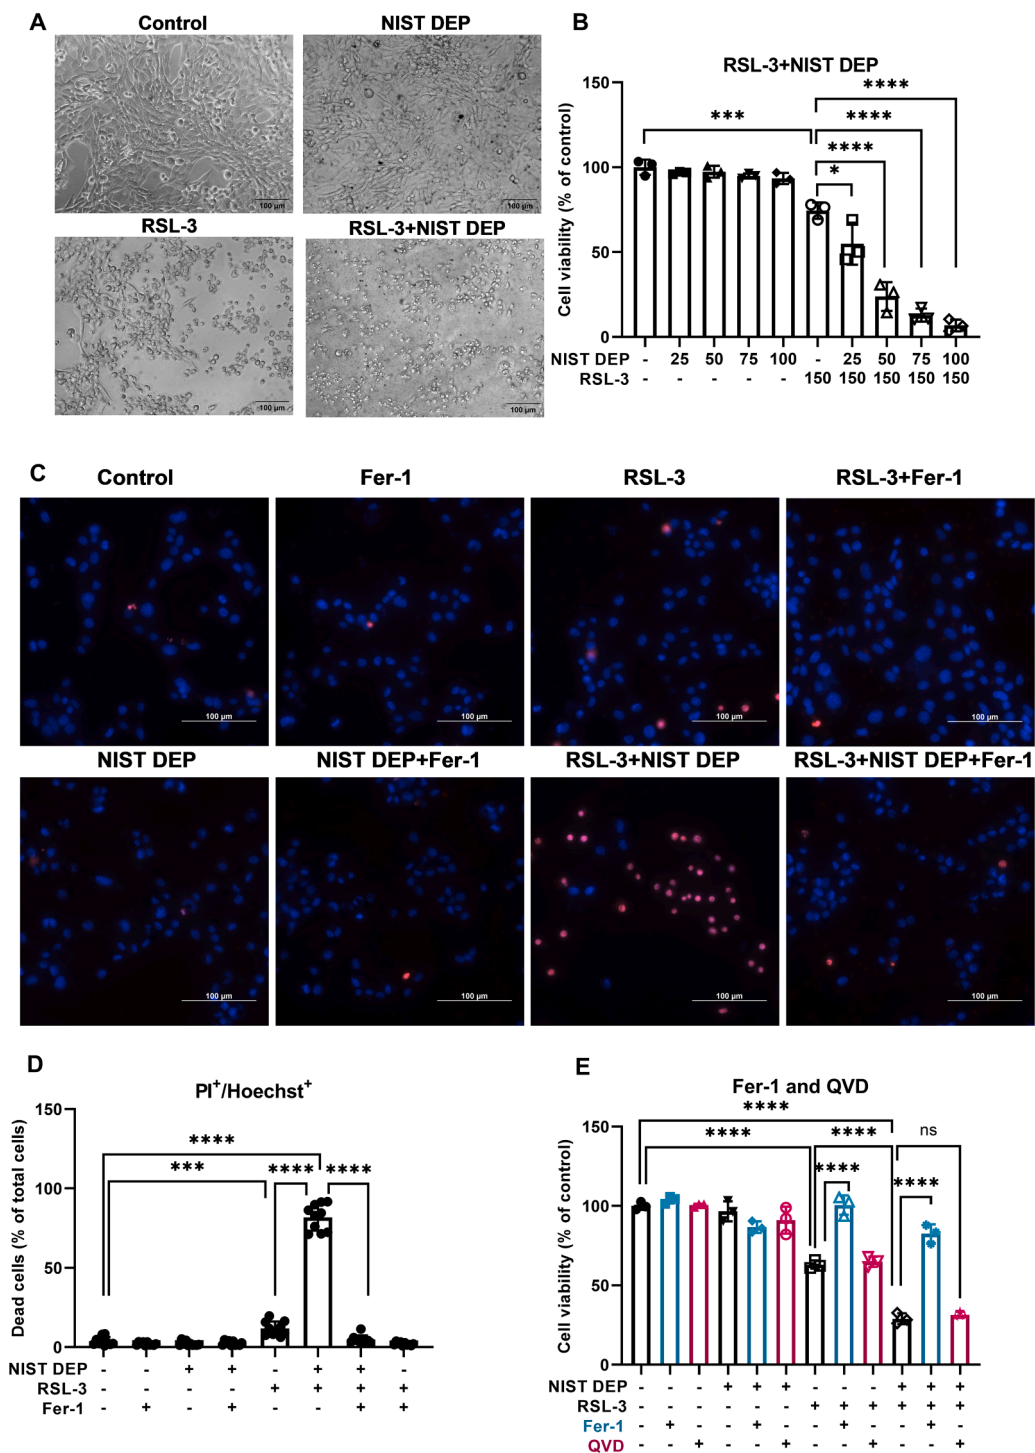 A
Control
NIST DEP
100 µm
100 µm
RSL-3
RSL-3+NIST DEP
100 µm
100 µm
B
RSL-3+NIST DEP
Cell viability (% of control)
150
100
50
0
***
****
****
****
*
NIST DEP - 25 50 75 100 - 25 50 75 100
RSL-3 - - - - - 150 150 150 150 150
C
Control
Fer-1
RSL-3
RSL-3+Fer-1
100 µm
100 µm
100 µm
100 µm
NIST DEP
NIST DEP+Fer-1
RSL-3+NIST DEP
RSL-3+NIST DEP+Fer-1
100 µm
100 µm
100 µm
100 µm
D
PI+/Hoechst+
Dead cells (% of total cells)
150
100
50
0
****
***
****
****
NIST DEP - - + + - + + -
RSL-3 - - - - + + + +
Fer-1 - + - + - - + +
E
Fer-1 and QVD
Cell viability (% of control)
150
100
50
0
****
****
****
ns
****
****
NIST DEP - - - + + + - - - + + +
RSL-3 - - - - - - + + + + + +
Fer-1 - + - - + - - + - - + -
QVD - - + - - + - - + - - +